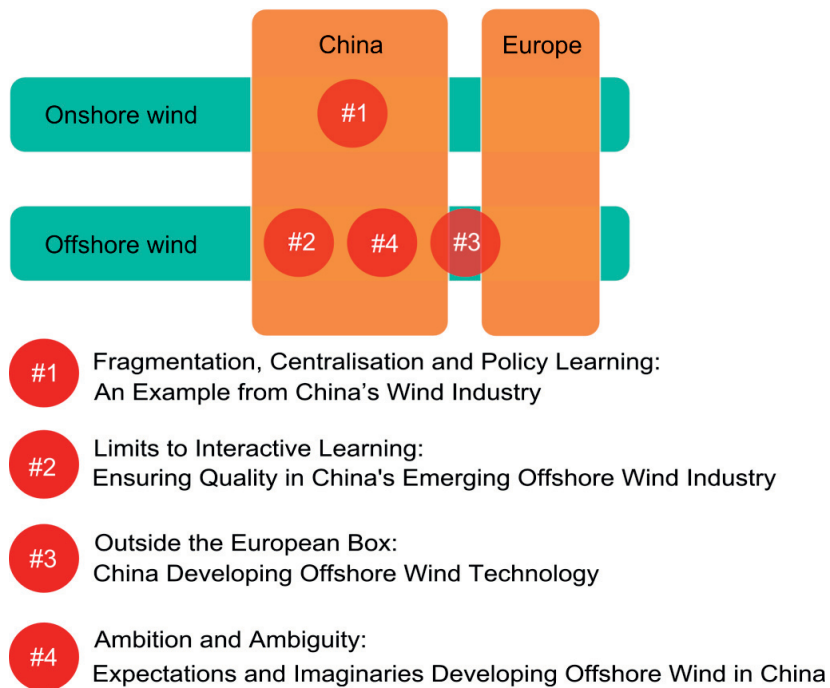 China
Europe
Onshore wind
#1
Offshore wind
#2
#4
#3
#1
Fragmentation, Centralisation and Policy Learning:
An Example from China’s Wind Industry
#2
Limits to Interactive Learning:
Ensuring Quality in China's Emerging Offshore Wind Industry
#3
Outside the European Box:
China Developing Offshore Wind Technology
#4
Ambition and Ambiguity:
Expectations and Imaginaries Developing Offshore Wind in China